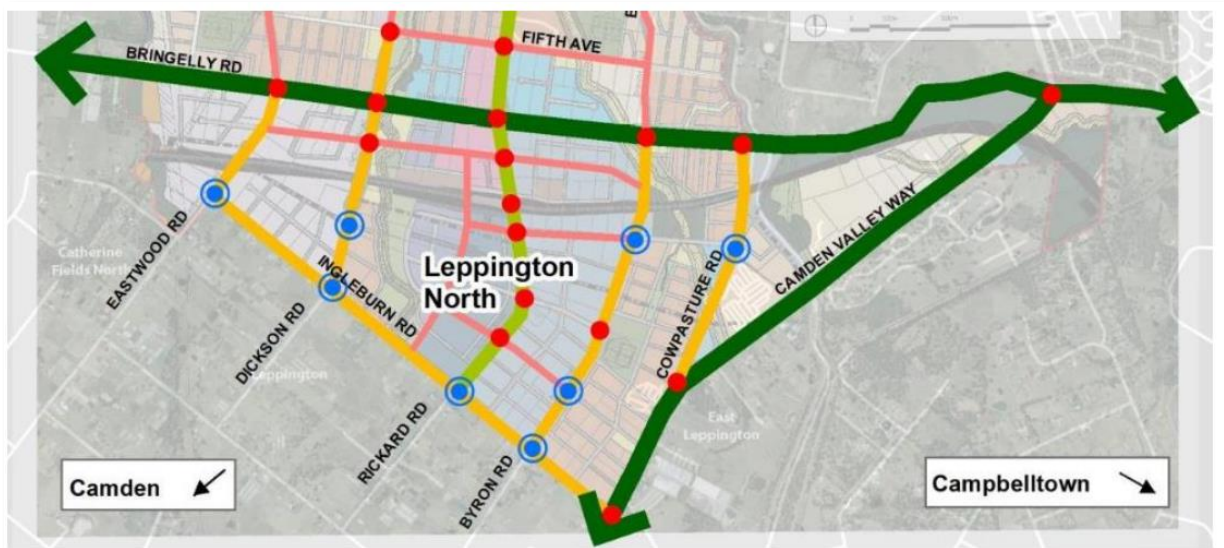 FIFTH AVE
BRINGELLY RD
CAMDEN VALLEY WAY
EASTWOOD RD
Catherine
Fields North
INGLEBURN RD
Leppington
North
COWPASTURE RD
DICKSON RD
Leppington
RICKARD RD
East
Leppington
BYRON RD
Camden
Campbelltown